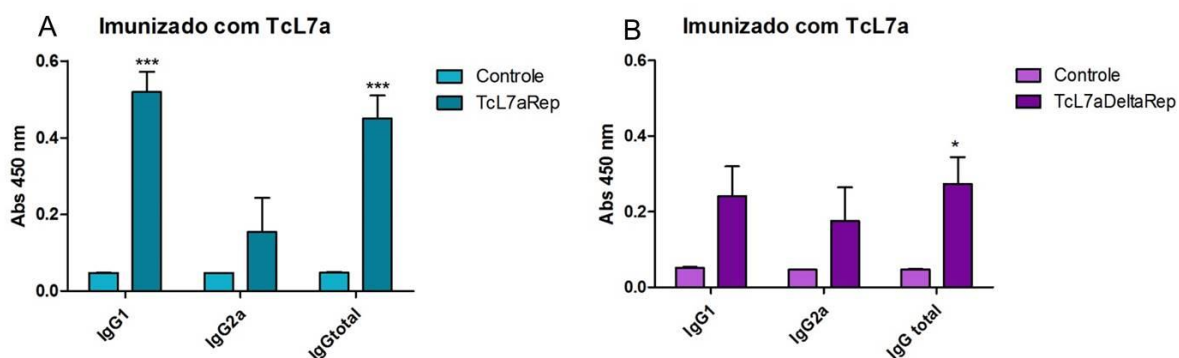 A
Imunizado com TcL7a
Abs 450 nm
0.6
0.4
0.2
0.0
***
***
IgG1
IgG2a
IgGtotal
Controle
TcL7aRep
B
Imunizado com TcL7a
Abs 450 nm
0.6
0.4
0.2
0.0
*
IgG1
IgG2a
IgG total
Controle
TcL7aDeltaRep